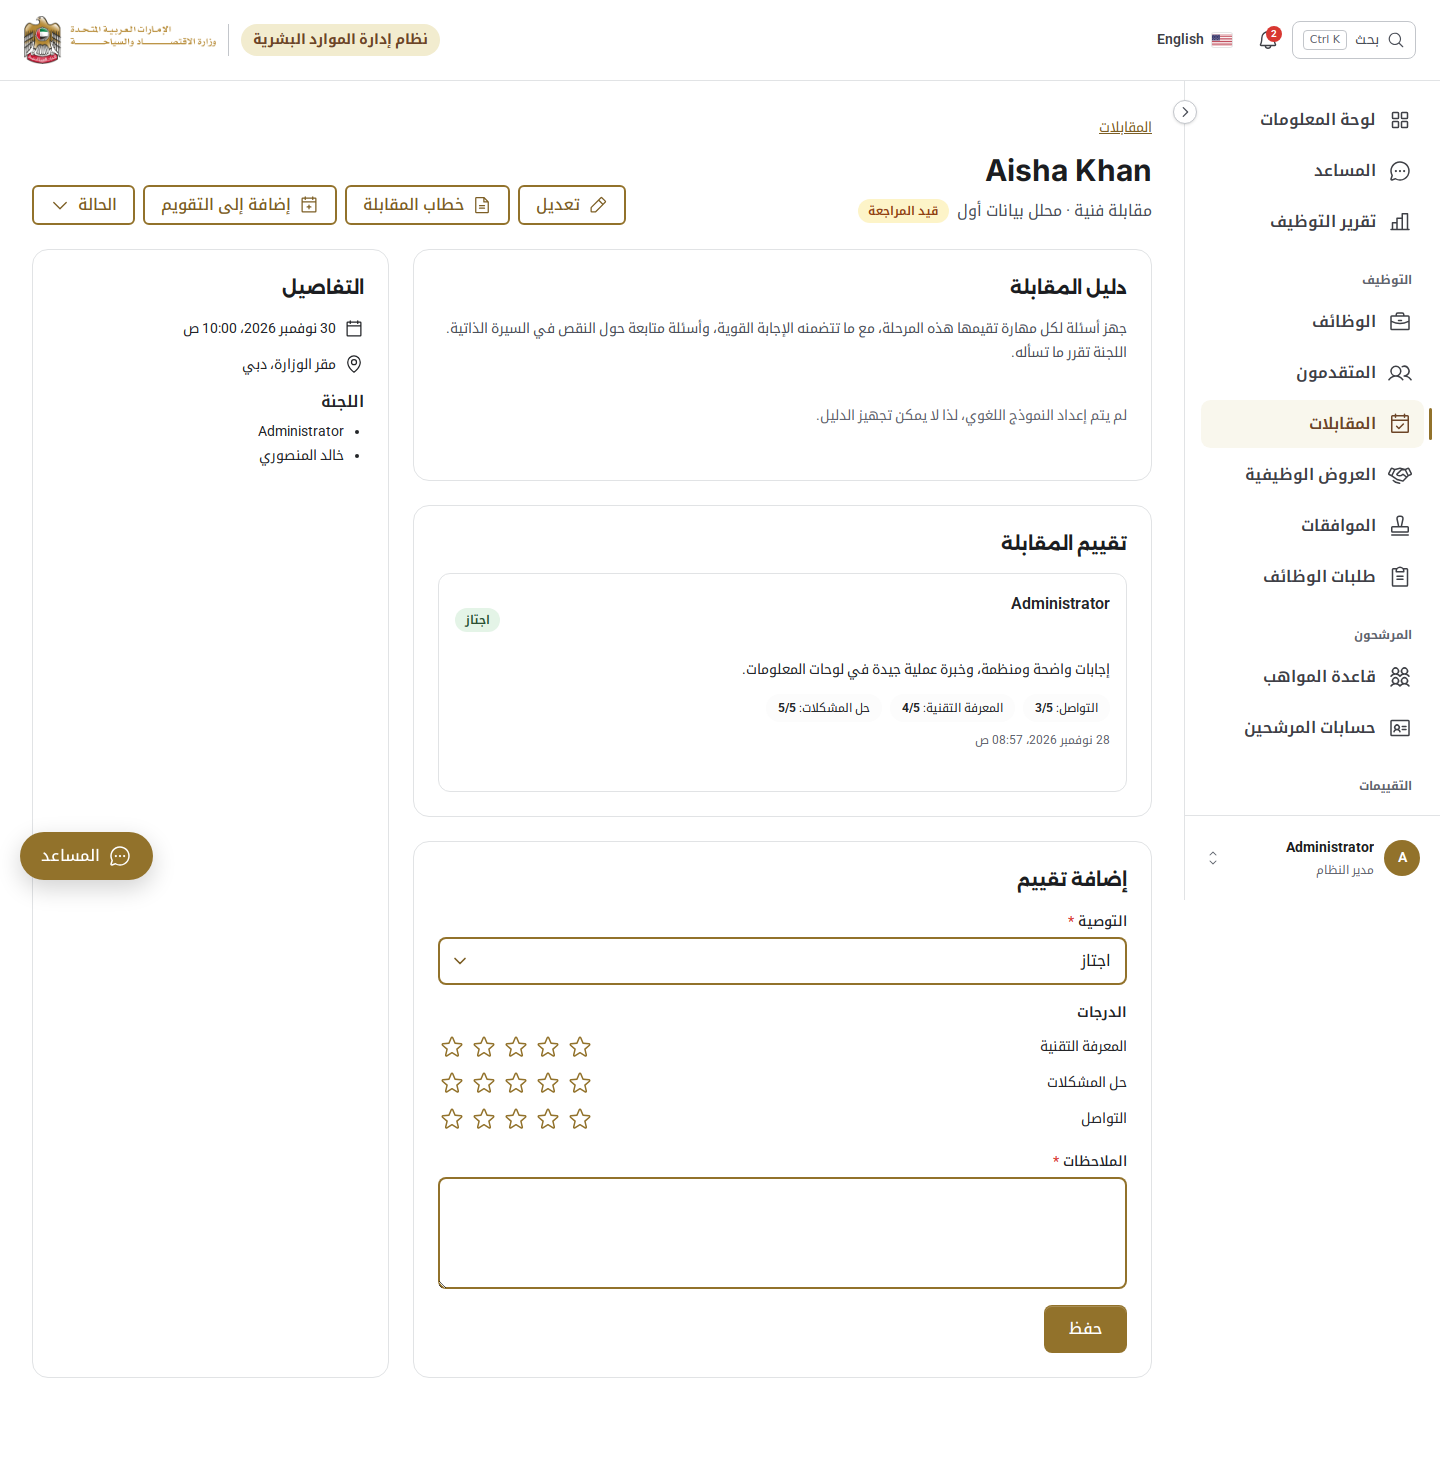 الإمارات العربية المتحدة
وزارة الاقتصاد والسياحة
نظام إدارة الموارد البشرية
English
2
بحث
Ctrl K
لوحة المعلومات
المساعد
تقرير التوظيف
التوظيف
الوظائف
المتقدمون
المقابلات
العروض الوظيفية
الموافقات
طلبات الوظائف
المرشحون
قاعدة المواهب
حسابات المرشحين
التقييمات
A
Administrator
مدير النظام
المقابلات
Aisha Khan
مقابلة فنية · محلل بيانات أول
قيد المراجعة
تعديل
خطاب المقابلة
إضافة إلى التقويم
الحالة
دليل المقابلة
جهز أسئلة لكل مهارة تقيمها هذه المرحلة، مع ما تتضمنه الإجابة القوية، وأسئلة متابعة حول النقص في السيرة الذاتية.
اللجنة تقرر ما تسأله.
لم يتم إعداد النموذج اللغوي، لذا لا يمكن تجهيز الدليل.
تقييم المقابلة
Administrator
اجتاز
إجابات واضحة ومنظمة، وخبرة عملية جيدة في لوحات المعلومات.
التواصل: 3/5
المعرفة التقنية: 4/5
حل المشكلات: 5/5
28 نوفمبر 2026، 08:57 ص
إضافة تقييم
التوصية *
اجتاز
الدرجات
المعرفة التقنية
حل المشكلات
التواصل
الملاحظات *
حفظ
التفاصيل
30 نوفمبر 2026، 10:00 ص
مقر الوزارة، دبي
اللجنة
Administrator
خالد المنصوري
المساعد